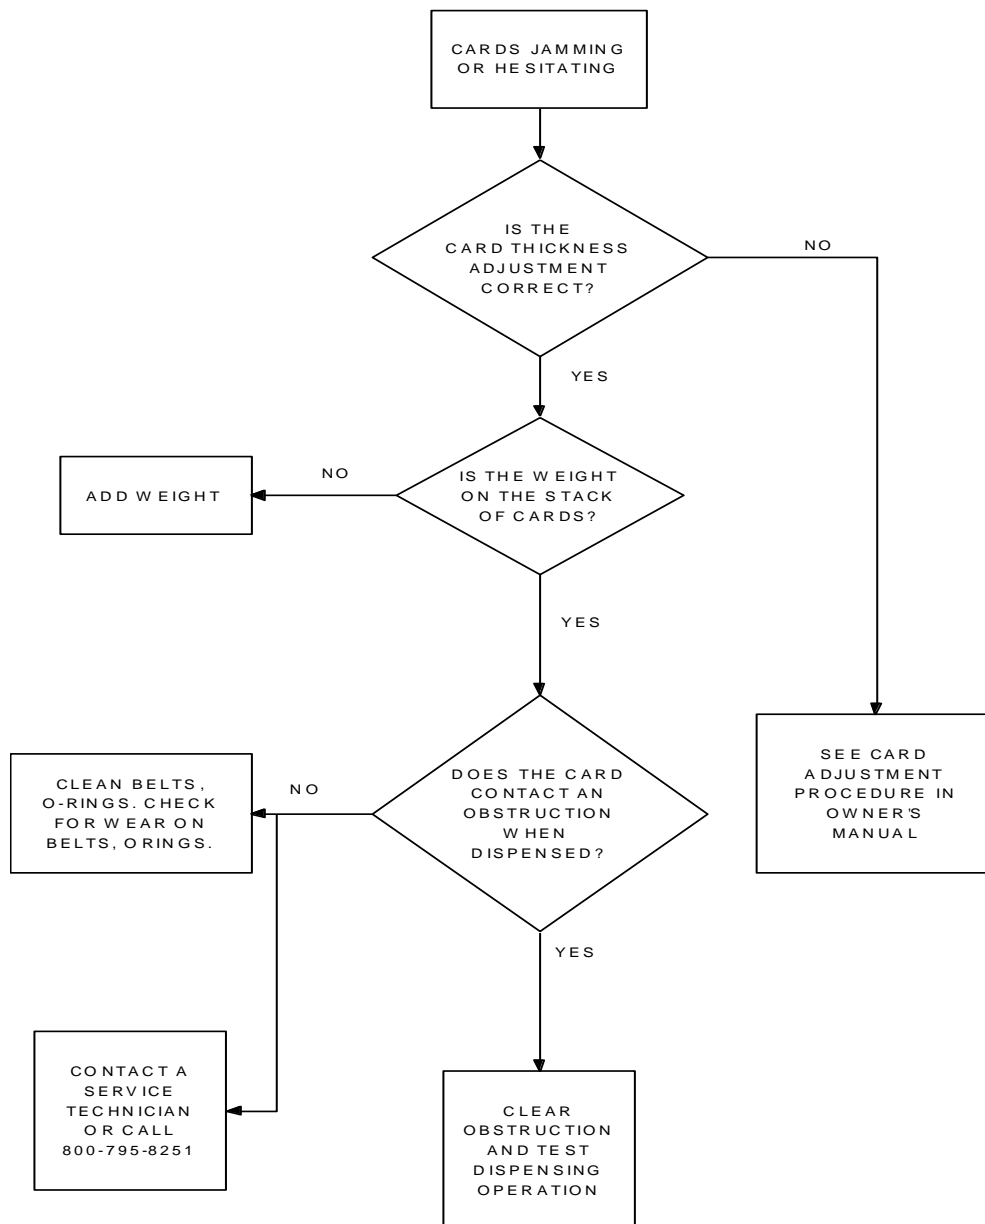 CARDS JAMMING
OR HESITATING
IS THE
CARD THICKNESS
ADJUSTMENT
CORRECT?
NO
YES
ADD WEIGHT
NO
IS THE WEIGHT
ON THE STACK
OF CARDS?
YES
CLEAN BELTS,
O-RINGS. CHECK
FOR WEAR ON
BELTS, ORINGS.
NO
DOES THE CARD
CONTACT AN
OBSTRUCTION
WHEN
DISPENSED?
SEE CARD
ADJUSTMENT
PROCEDURE IN
OWNER'S
MANUAL
YES
CONTACT A
SERVICE
TECHNICIAN
OR CALL
800-795-8251
CLEAR
OBSTRUCTION
AND TEST
DISPENSING
OPERATION